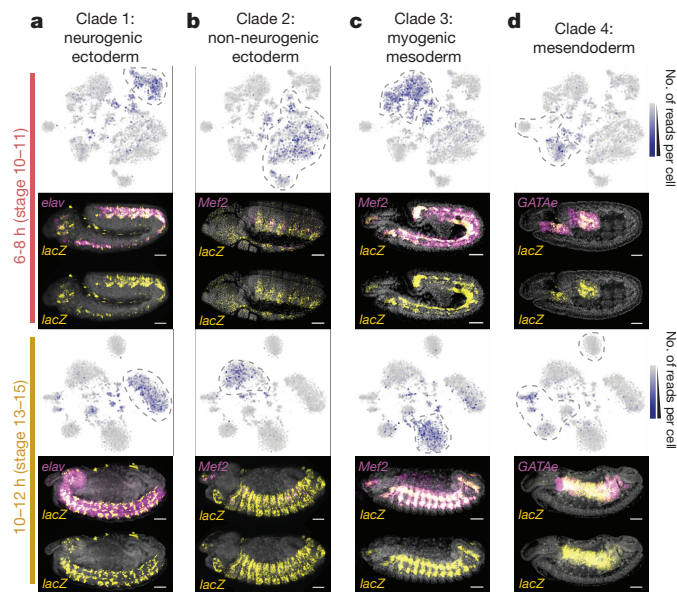 a
Clade 1:
neurogenic
ectoderm
b
Clade 2:
non-neurogenic
ectoderm
c
Clade 3:
myogenic
mesoderm
d
Clade 4:
mesendoderm
6-8 h (stage 10–11)
No. of reads per cell
elav
lacZ
lacZ
Mef2
lacZ
lacZ
Mef2
lacZ
lacZ
GATAe
lacZ
lacZ
10–12 h (stage 13–15)
No. of reads per cell
elav
lacZ
lacZ
Mef2
lacZ
lacZ
Mef2
lacZ
lacZ
GATAe
lacZ
lacZ